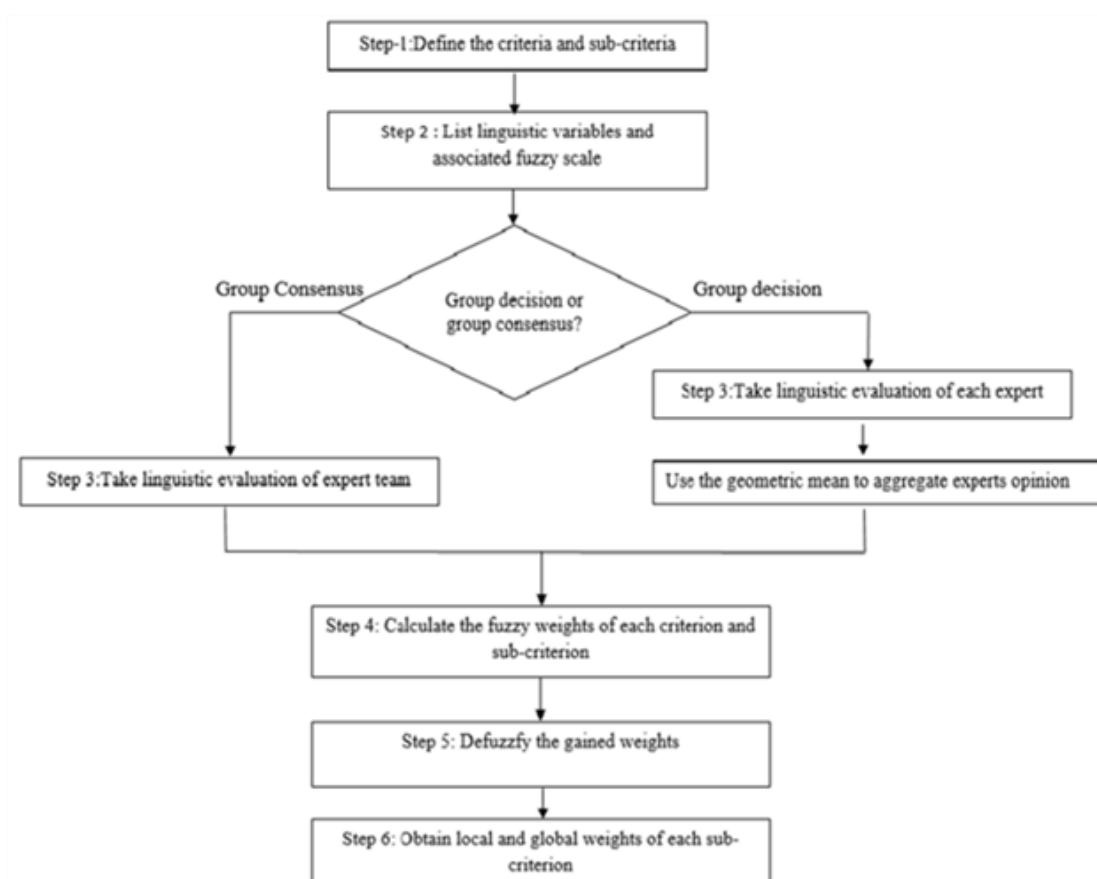 Step-1:Define the criteria and sub-criteria
Step 2 : List linguistic variables and
associated fuzzy scale
Group Consensus
Group decision or
group consensus?
Group decision
Step 3:Take linguistic evaluation of each expert
Step 3:Take linguistic evaluation of expert team
Use the geometric mean to aggregate experts opinion
Step 4: Calculate the fuzzy weights of each criterion and
sub-criterion
Step 5: Defuzzfy the gained weights
Step 6: Obtain local and global weights of each sub-
criterion